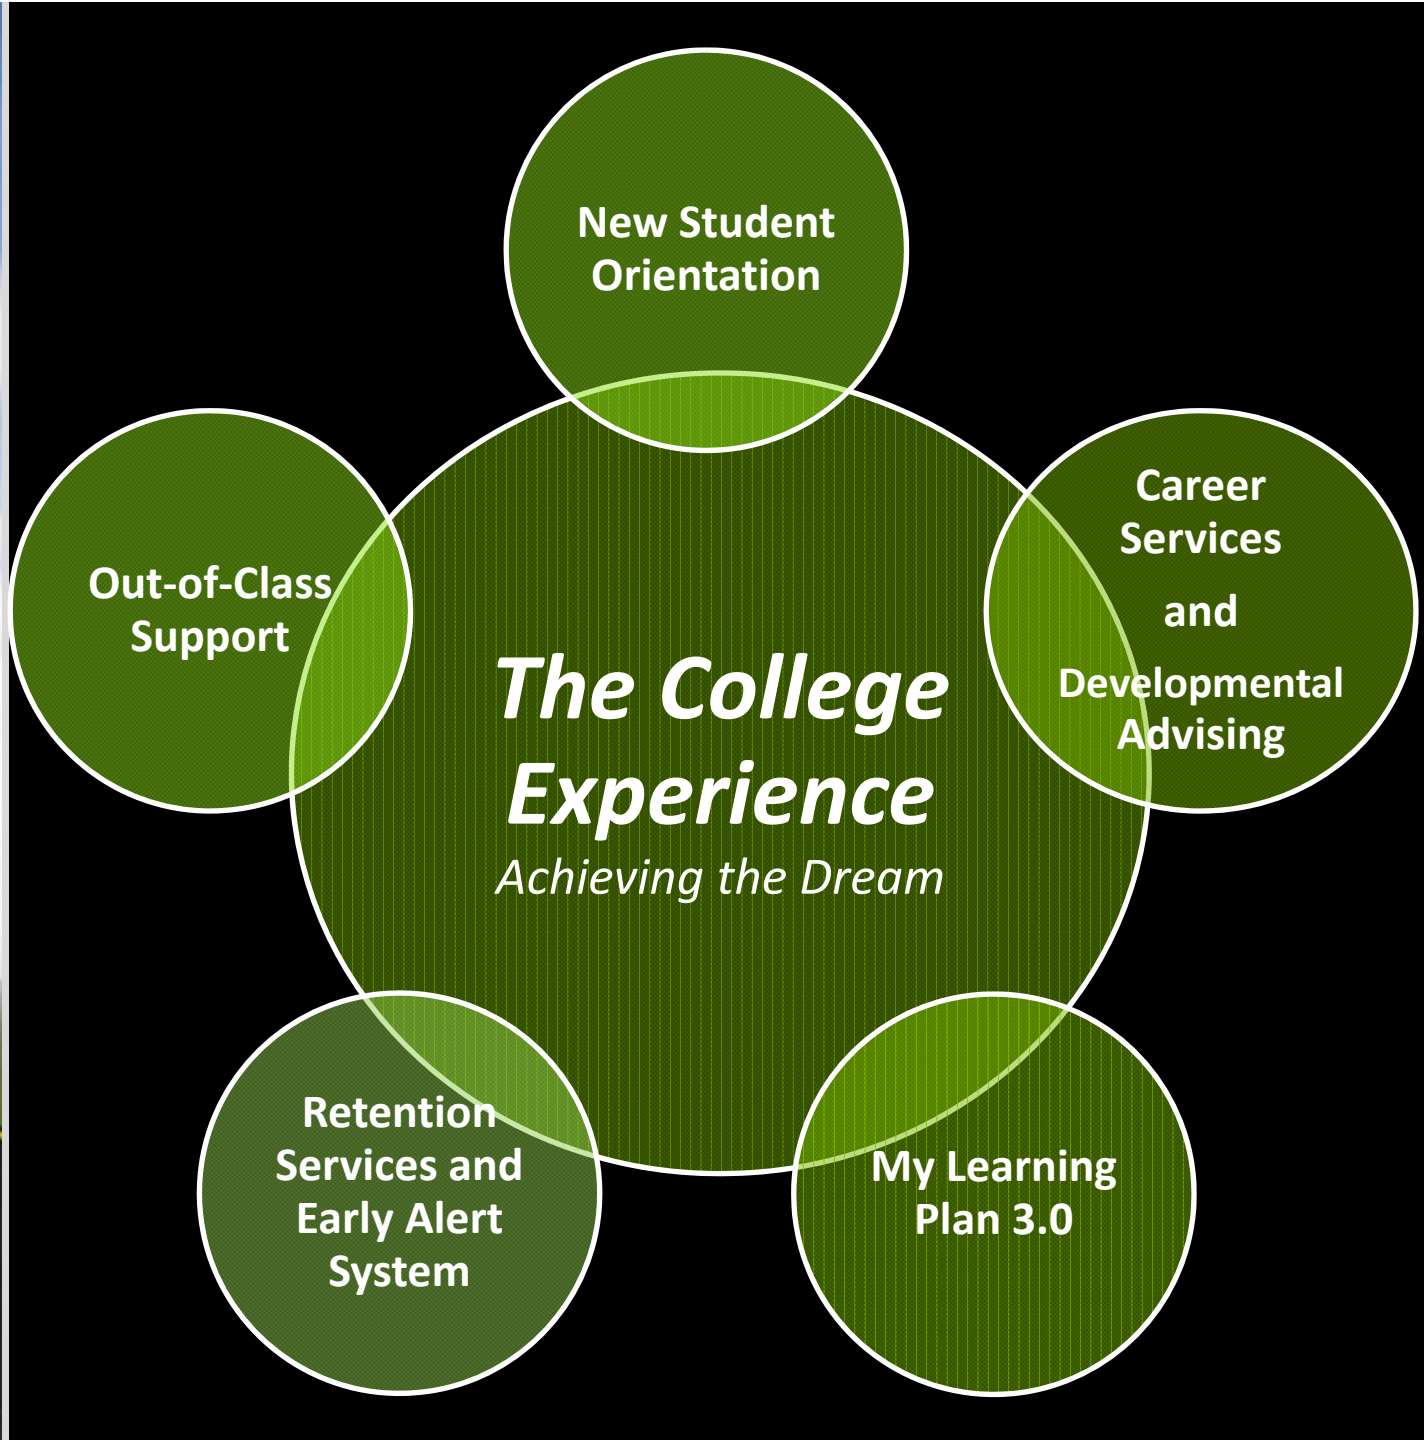 New Student
Orientation
Out-of-Class
Support
Career
Services
and
Developmental
Advising
The College
Experience
Achieving the Dream
Retention
Services and
Early Alert
System
My Learning
Plan 3.0